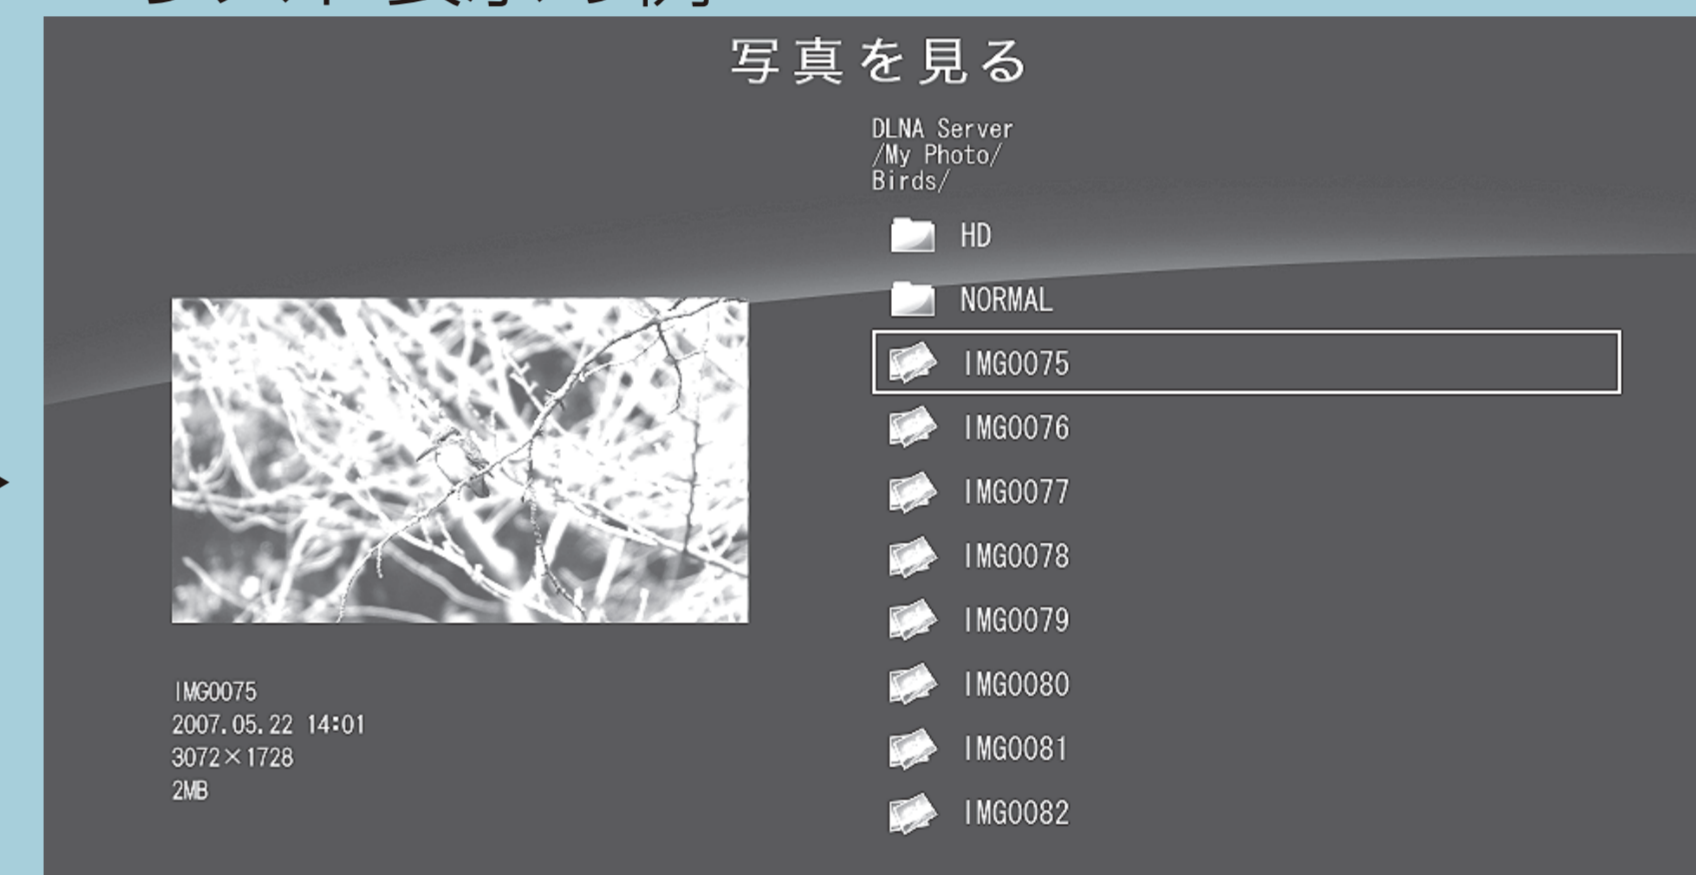 写真を見る
DLNA Server
/My Photo/
Birds/
HD
NORMAL
IMG0075
IMG0076
IMG0077
IMG0078
IMG0079
IMG0080
IMG0081
IMG0082
IMG0075
2007.05.22 14:01
3072×1728
2MB